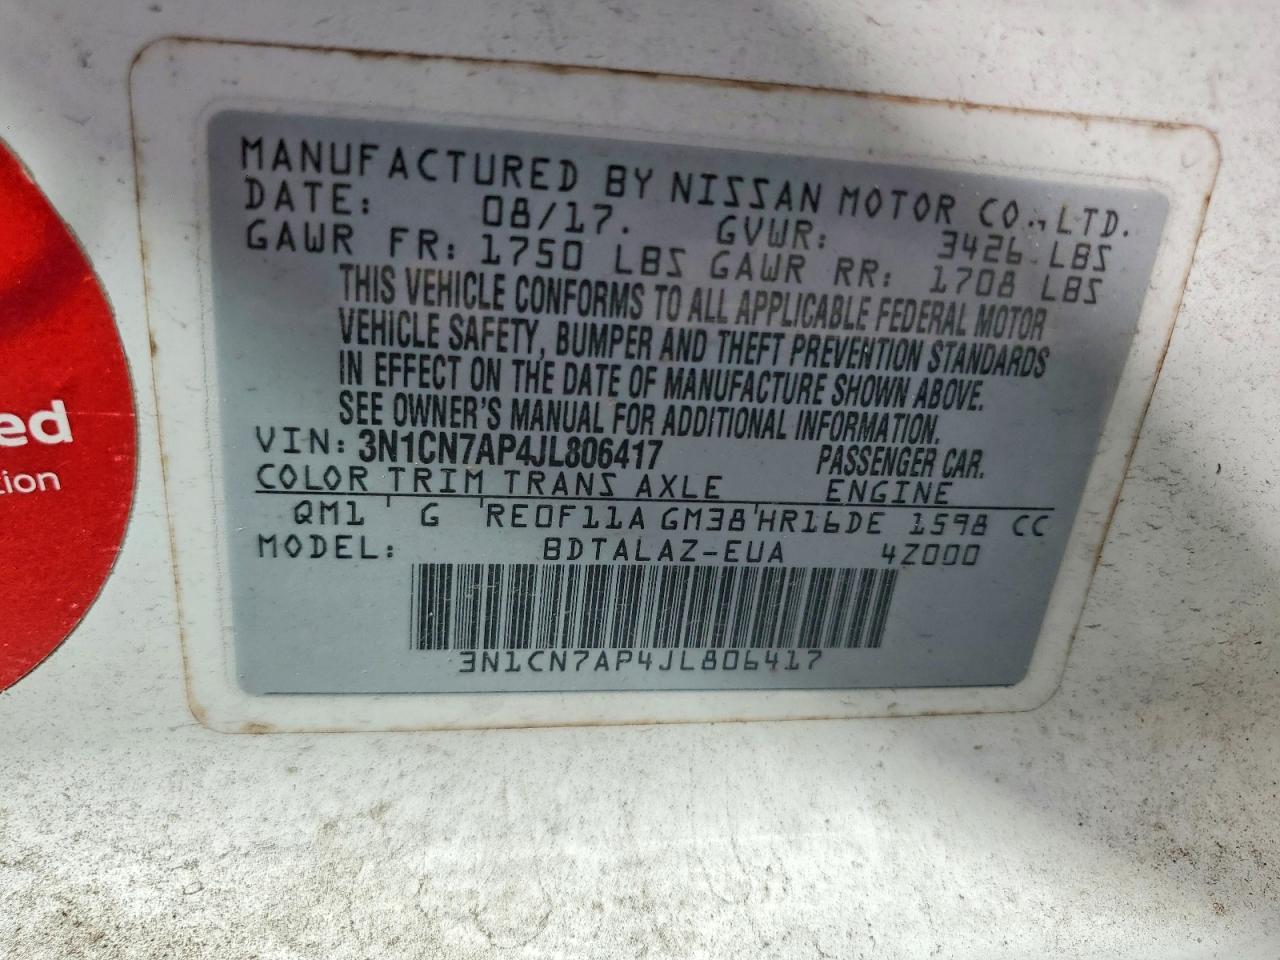 MANUFACTURED BY NISSAN MOTOR CO., LTD.
DATE: 08/17. GVWR: 3426 LBS
GAWR FR: 1750 LBS GAWR RR: 1708 LBS
THIS VEHICLE CONFORMS TO ALL APPLICABLE FEDERAL MOTOR
VEHICLE SAFETY, BUMPER AND THEFT PREVENTION STANDARDS
IN EFFECT ON THE DATE OF MANUFACTURE SHOWN ABOVE.
SEE OWNER'S MANUAL FOR ADDITIONAL INFORMATION.
VIN: 3N1CN7AP4JL806417 PASSENGER CAR.
COLOR TRIM TRANS AXLE ENGINE
QM1 G RE0F11A GM38 HR16DE 1598 CC
MODEL: BDTALAZ-EUA 4Z000
3N1CN7AP4JL806417
ed
tion